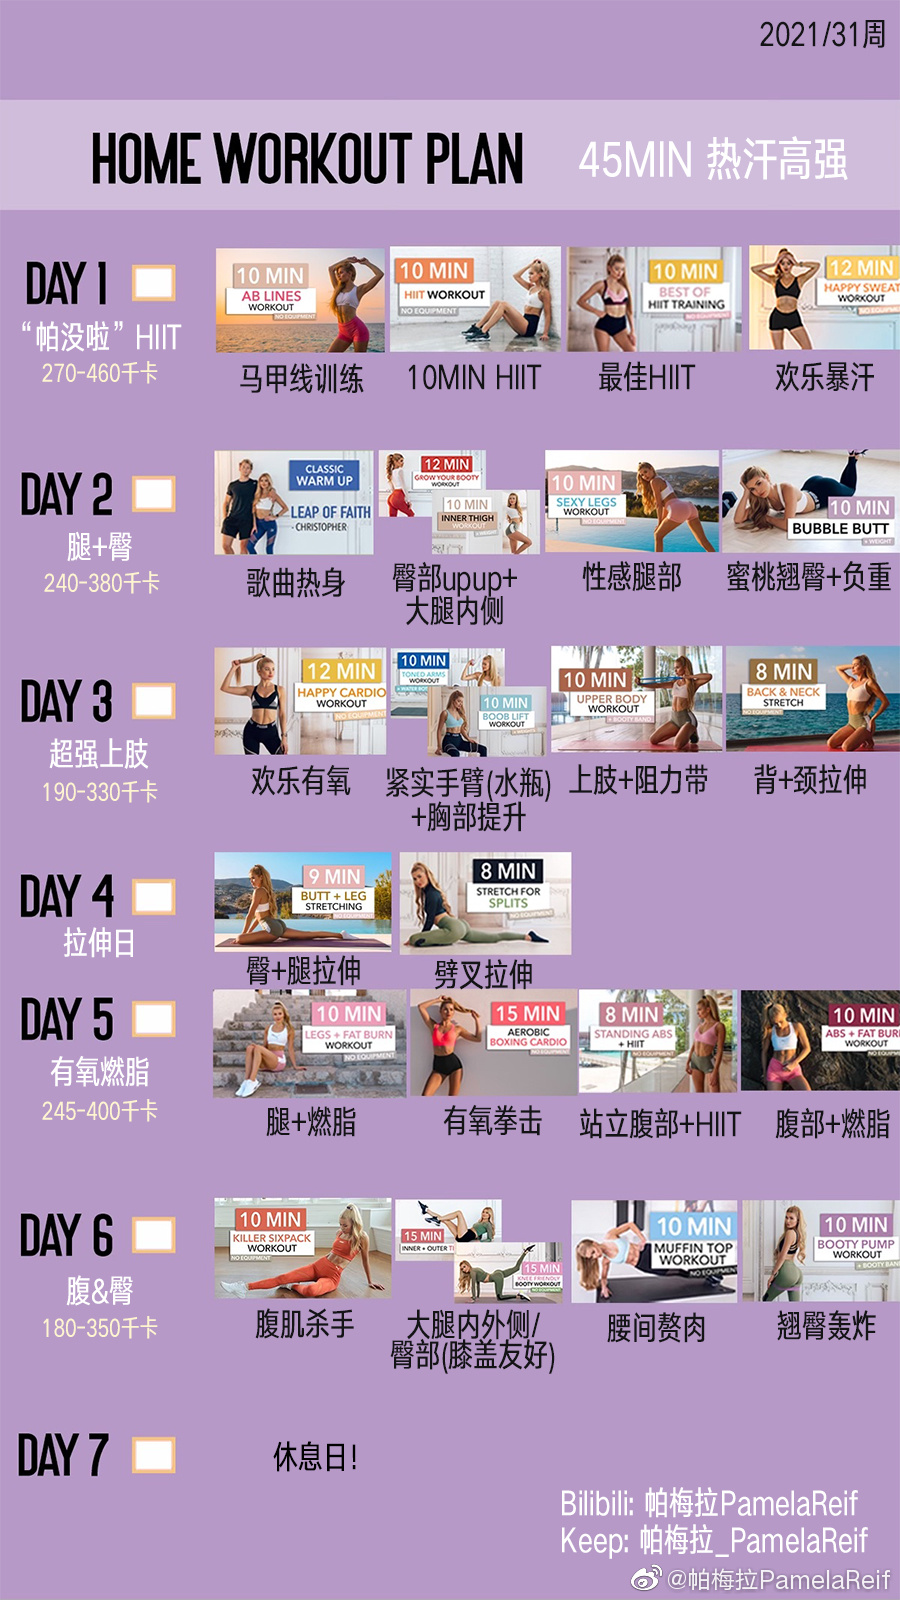 2021/31周
HOME WORKOUT PLAN
45MIN 热汗高强
DAY 1
“帕没啦”HIIT
270-460千卡
10 MIN
AB LINES
WORKOUT
NO EQUIPMENT
马甲线训练
10 MIN
HIIT WORKOUT
NO EQUIPMENT
10MIN HIIT
10 MIN
BEST OF
HIIT TRAINING
NO EQUIPMENT
最佳HIIT
12 MIN
HAPPY SWEAT
WORKOUT
NO EQUIPMENT
欢乐暴汗
DAY 2
腿+臀
240-380千卡
CLASSIC
WARM UP
LEAP OF FAITH
- CHRISTOPHER
歌曲热身
12 MIN
GROW YOUR BOOTY
WORKOUT
10 MIN
INNER THIGH
WORKOUT
臀部upup+
大腿内侧
10 MIN
SEXY LEGS
WORKOUT
NO EQUIPMENT
性感腿部
10 MIN
BUBBLE BUTT
+ WEIGHT
蜜桃翘臀+负重
DAY 3
超强上肢
190-330千卡
12 MIN
HAPPY CARDIO
WORKOUT
NO EQUIPMENT
欢乐有氧
10 MIN
TONED ARMS
WORKOUT
10 MIN
BOOB LIFT
WORKOUT
紧实手臂(水瓶)
+胸部提升
10 MIN
UPPER BODY
WORKOUT
+ BOOTY BAND
上肢+阻力带
8 MIN
BACK & NECK
STRETCH
背+颈拉伸
DAY 4
拉伸日
9 MIN
BUTT + LEG
STRETCHING
NO EQUIPMENT
臀+腿拉伸
8 MIN
STRETCH FOR
SPLITS
NO EQUIPMENT
劈叉拉伸
DAY 5
有氧燃脂
245-400千卡
10 MIN
LEGS + FAT BURN
WORKOUT
NO EQUIPMENT
腿+燃脂
15 MIN
AEROBIC
BOXING CARDIO
NO EQUIPMENT
有氧拳击
8 MIN
STANDING ABS
+ HIIT
NO EQUIPMENT
站立腹部+HIIT
10 MIN
ABS + FAT BURN
WORKOUT
NO EQUIPMENT
腹部+燃脂
DAY 6
腹&臀
180-350千卡
10 MIN
KILLER SIXPACK
WORKOUT
NO EQUIPMENT
腹肌杀手
15 MIN
INNER + OUTER T
15 MIN
KNEE FRIENDLY
BOOTY WORKOUT
大腿内外侧/
臀部(膝盖友好)
10 MIN
MUFFIN TOP
WORKOUT
NO EQUIPMENT
腰间赘肉
10 MIN
BOOTY PUMP
WORKOUT
+ BOOTY BAN
翘臀轰炸
DAY 7
休息日!
Bilibili: 帕梅拉PamelaReif
Keep: 帕梅拉_PamelaReif
@帕梅拉PamelaReif